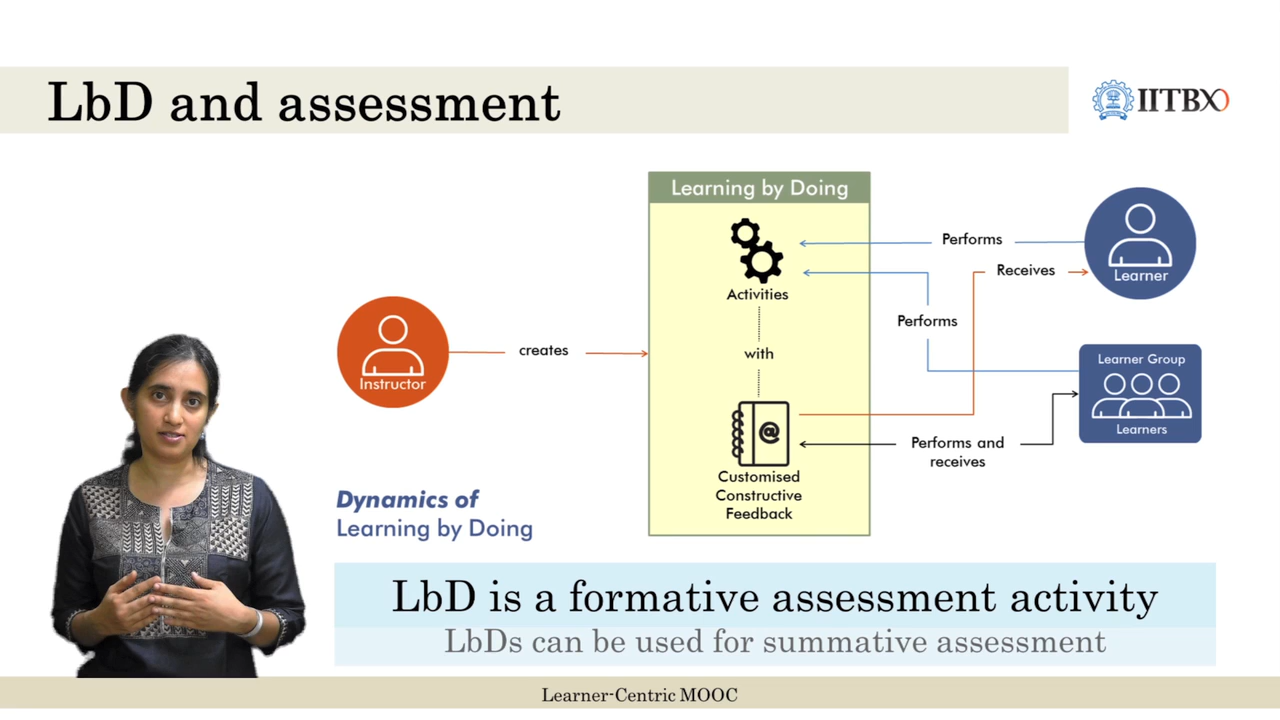 LbD and assessment
IITBX
Learning by Doing
Activities
with
Customised
Constructive
Feedback
Instructor
creates
Performs
Receives
Performs
Performs and
receives
Learner
Learner Group
Learners
Dynamics of
Learning by Doing
LbD is a formative assessment activity
LbDs can be used for summative assessment
Learner-Centric MOOC